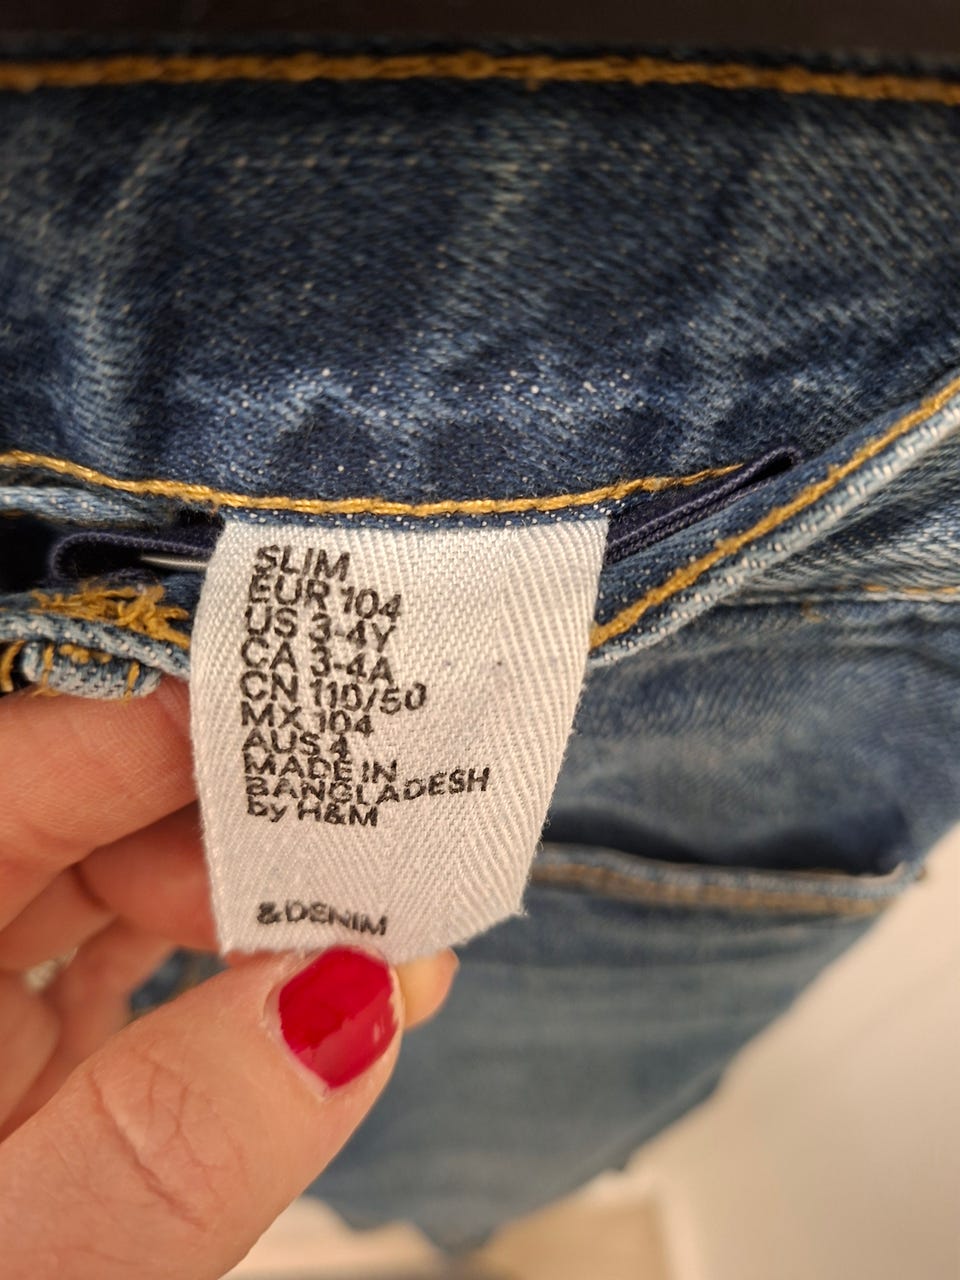 SLIM
EUR 104
US 3-4Y
CA 3-4A
CN 110/50
MX 104
AUS 4
MADE IN
BANGLADESH
by H&M
&DENIM